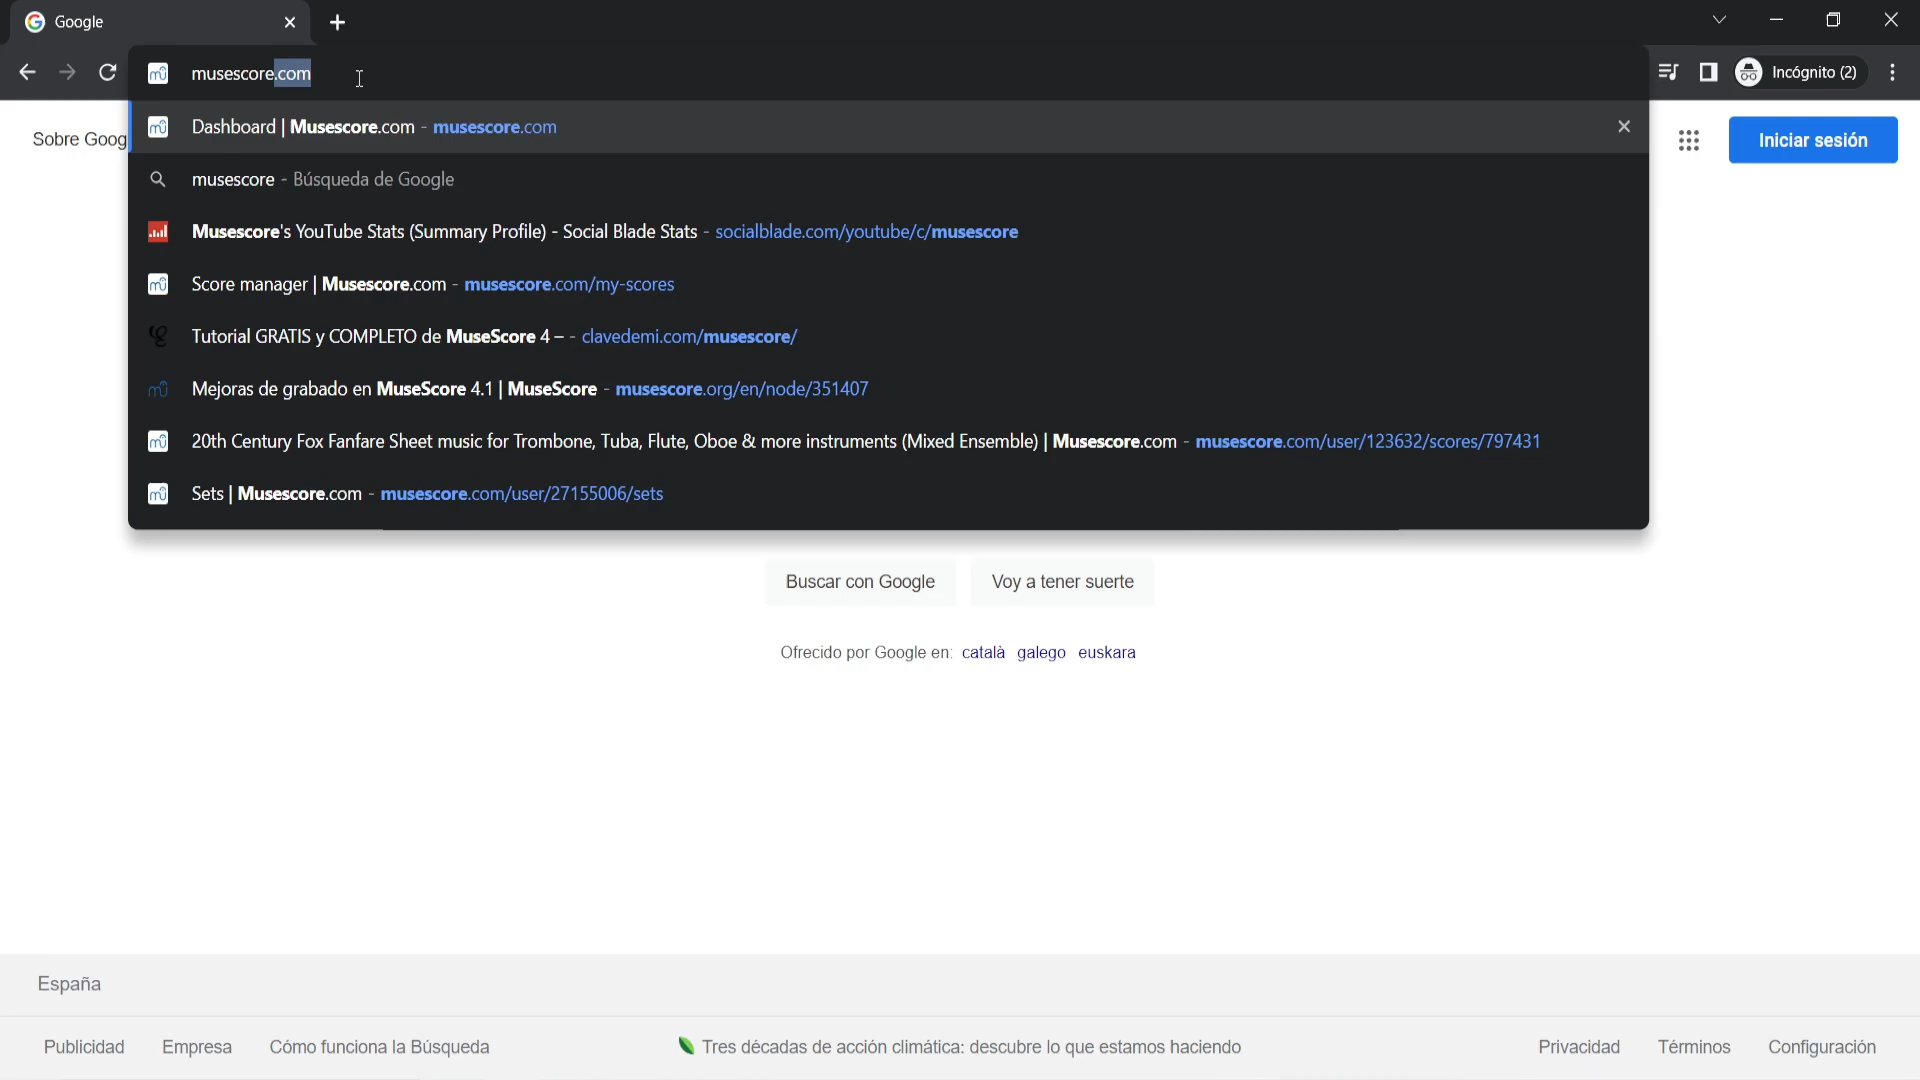 Google
musescore.com
Incógnito (2)
Dashboard | Musescore.com - musescore.com
Sobre Goog
Iniciar sesión
musescore - Búsqueda de Google
Musescore's YouTube Stats (Summary Profile) - Social Blade Stats - socialblade.com/youtube/c/musescore
Score manager | Musescore.com - musescore.com/my-scores
Tutorial GRATIS y COMPLETO de MuseScore 4 – - clavedemi.com/musescore/
Mejoras de grabado en MuseScore 4.1 | MuseScore - musescore.org/en/node/351407
20th Century Fox Fanfare Sheet music for Trombone, Tuba, Flute, Oboe & more instruments (Mixed Ensemble) | Musescore.com - musescore.com/user/123632/scores/797431
Sets | Musescore.com - musescore.com/user/27155006/sets
Buscar con Google
Voy a tener suerte
Ofrecido por Google en: català galego euskara
España
Publicidad Empresa Cómo funciona la Búsqueda Tres décadas de acción climática: descubre lo que estamos haciendo Privacidad Términos Configuración